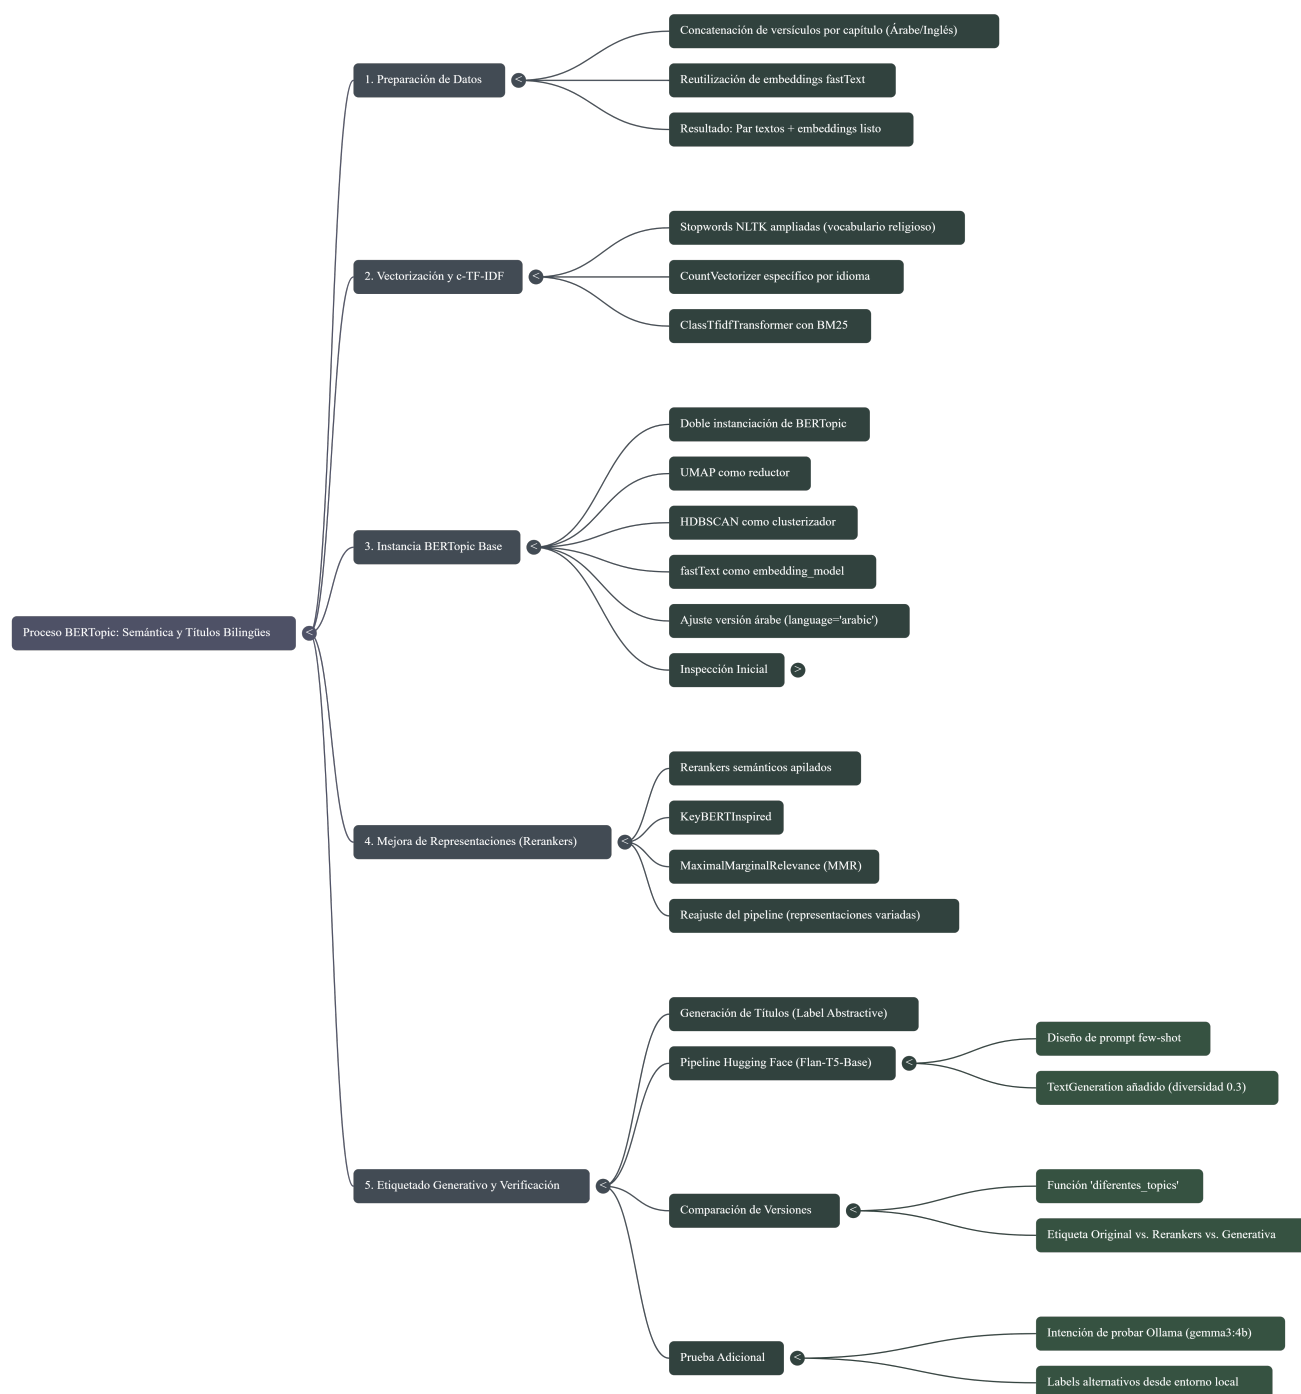 Proceso BERTopic: Semántica y Títulos Bilingües
1. Preparación de Datos
Concatenación de versículos por capítulo (Árabe/Inglés)
Reutilización de embeddings fastText
Resultado: Par textos + embeddings listo
2. Vectorización y c-TF-IDF
Stopwords NLTK ampliadas (vocabulario religioso)
CountVectorizer específico por idioma
ClassTfidfTransformer con BM25
3. Instancia BERTopic Base
Doble instanciación de BERTopic
UMAP como reductor
HDBSCAN como clusterizador
fastText como embedding_model
Ajuste versión árabe (language='arabic')
Inspección Inicial
4. Mejora de Representaciones (Rerankers)
Rerankers semánticos apilados
KeyBERTInspired
MaximalMarginalRelevance (MMR)
Reajuste del pipeline (representaciones variadas)
5. Etiquetado Generativo y Verificación
Generación de Títulos (Label Abstractive)
Pipeline Hugging Face (Flan-T5-Base)
Diseño de prompt few-shot
TextGeneration añadido (diversidad 0.3)
Comparación de Versiones
Función 'diferentes_topics'
Etiqueta Original vs. Rerankers vs. Generativa
Prueba Adicional
Intención de probar Ollama (gemma3:4b)
Labels alternativos desde entorno local